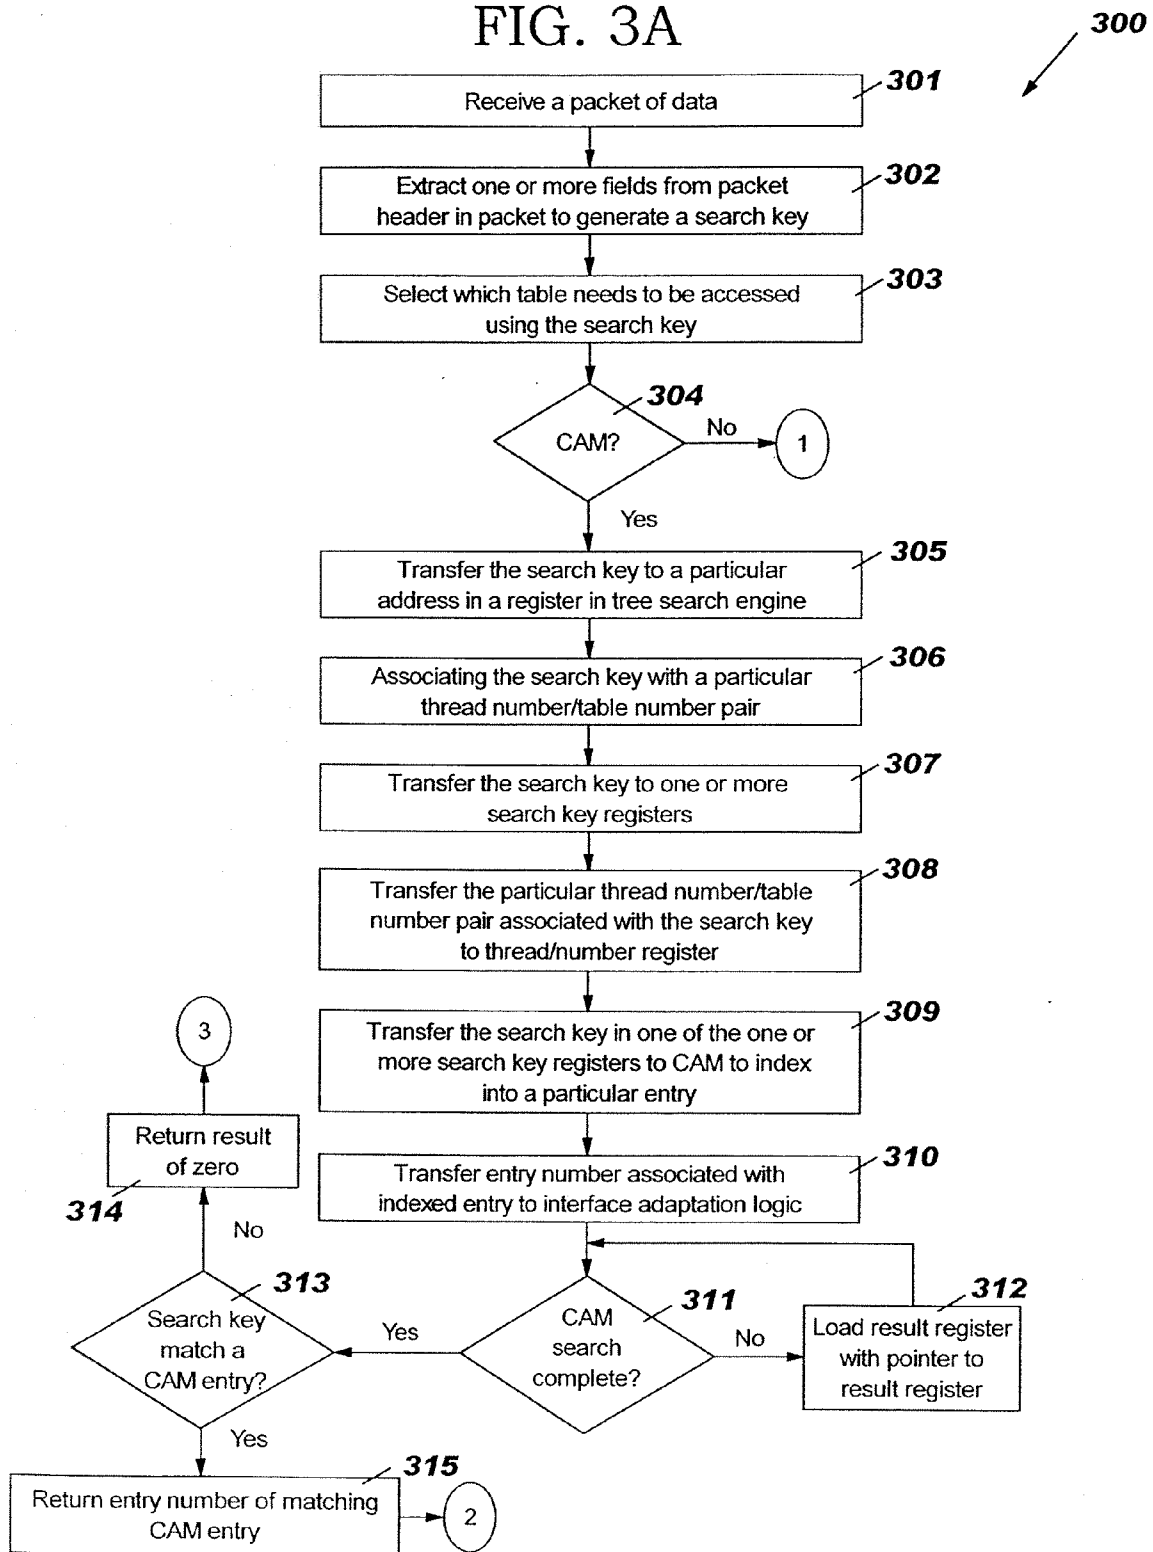 FIG. 3A
300
301
Receive a packet of data
302
Extract one or more fields from packet
header in packet to generate a search key
303
Select which table needs to be accessed
using the search key
304
CAM?
No
1
Yes
305
Transfer the search key to a particular
address in a register in tree search engine
306
Associating the search key with a particular
thread number/table number pair
307
Transfer the search key to one or more
search key registers
308
Transfer the particular thread number/table
number pair associated with the search key
to thread/number register
309
Transfer the search key in one of the one or
more search key registers to CAM to index
into a particular entry
310
Transfer entry number associated with
indexed entry to interface adaptation logic
311
CAM
search
complete?
No
312
Load result register
with pointer to
result register
Yes
313
Search key
match a
CAM entry?
No
314
Return result
of zero
3
Yes
315
Return entry number of matching
CAM entry
2